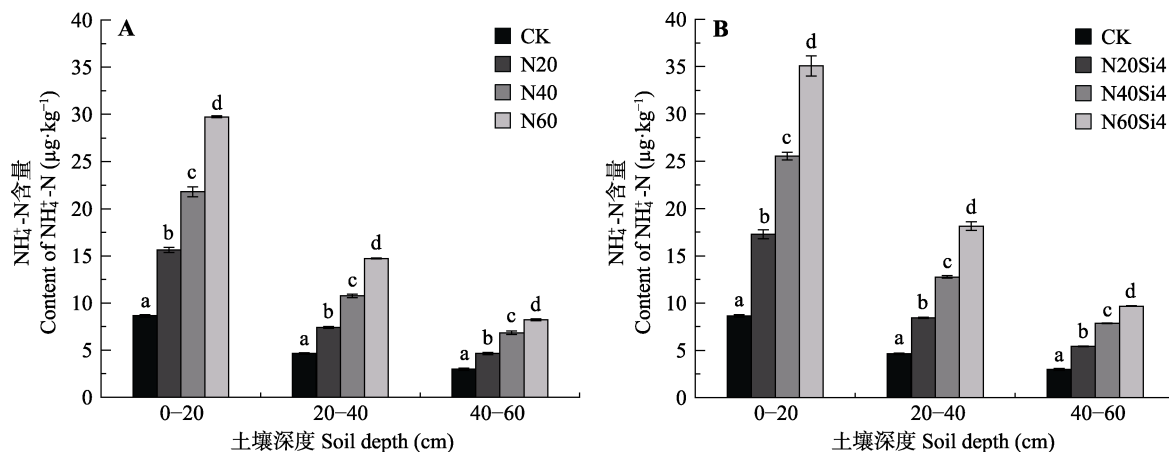 A
CK
N20
N40
N60
NH₄⁺-N含量
Content of NH₄⁺-N (μg·kg⁻¹)
40
35
30
25
20
15
10
5
0
a
b
c
d
a
b
c
d
a
b
c
d
0−20
20−40
40−60
土壤深度 Soil depth (cm)
B
CK
N20Si4
N40Si4
N60Si4
NH₄⁺-N含量
Content of NH₄⁺-N (μg·kg⁻¹)
40
35
30
25
20
15
10
5
0
a
b
c
d
a
b
c
d
a
b
c
d
0−20
20−40
40−60
土壤深度 Soil depth (cm)